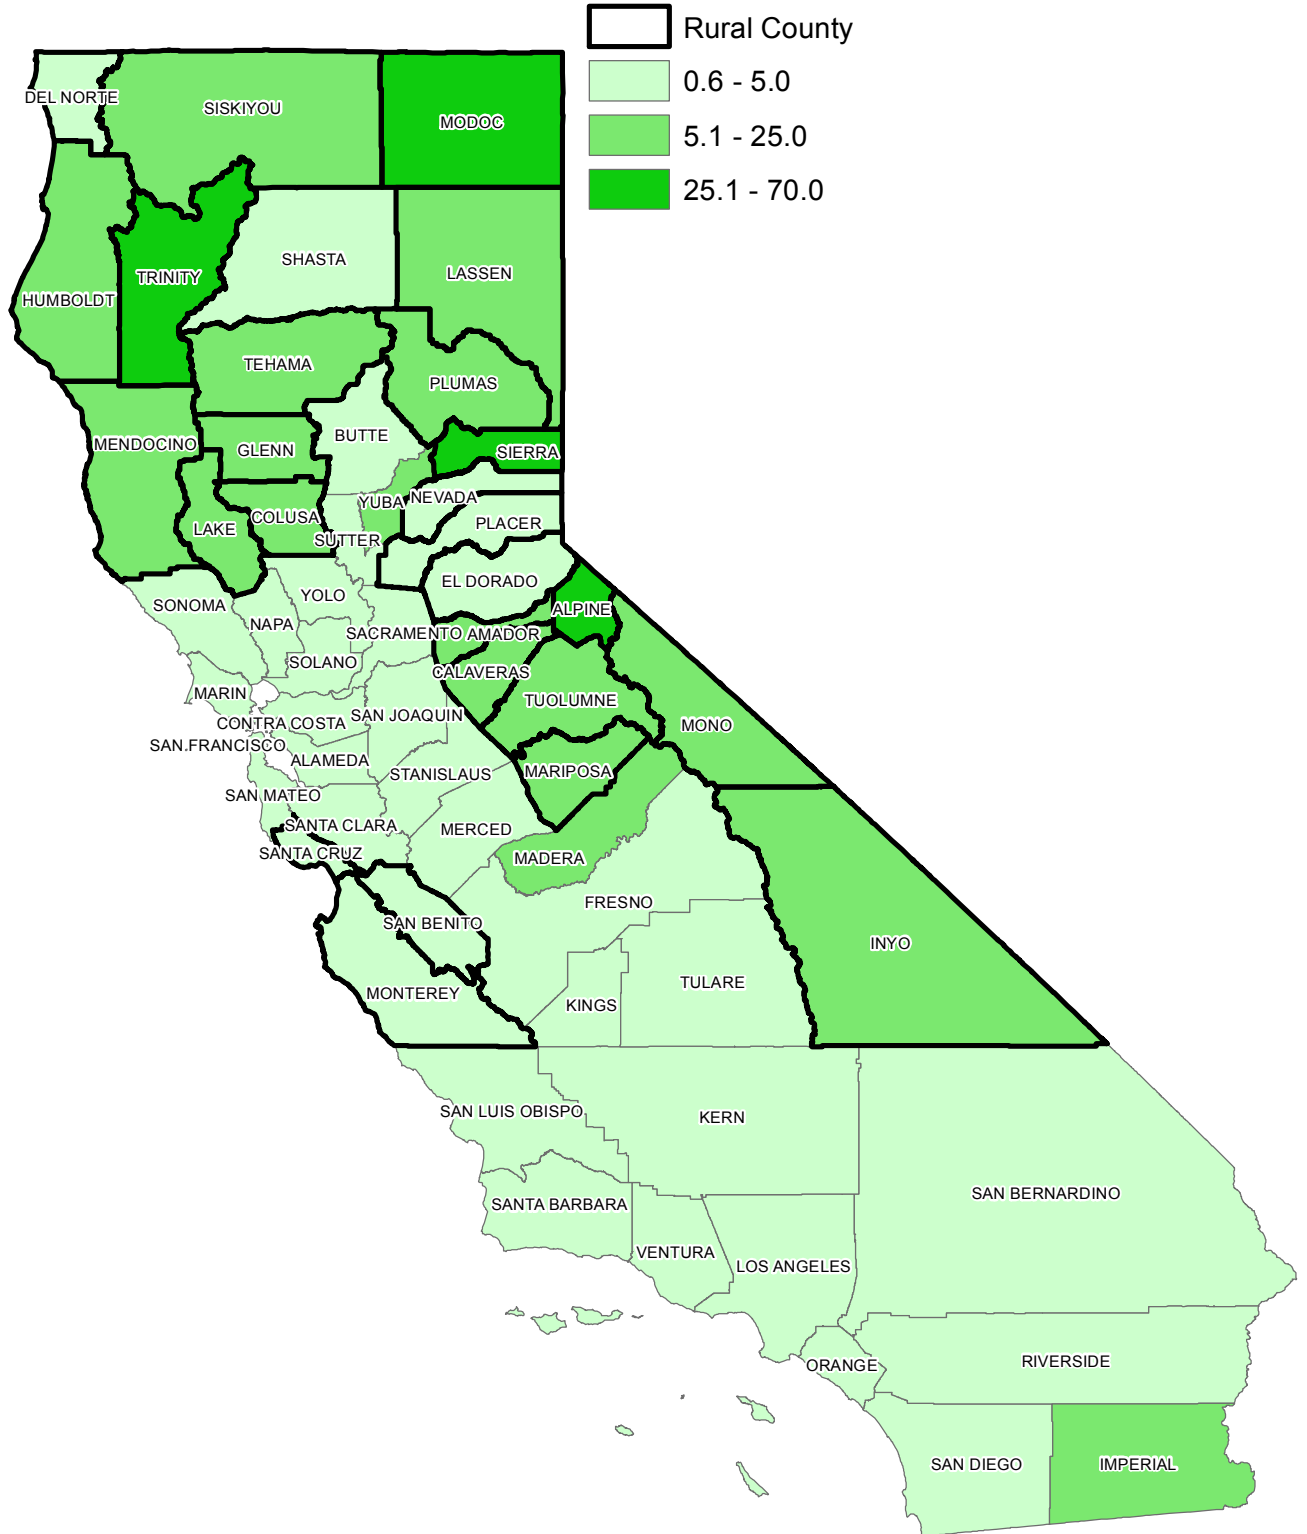 Rural County
0.6 - 5.0
5.1 - 25.0
25.1 - 70.0
DEL NORTE
SISKIYOU
MODOC
SHASTA
LASSEN
TRINITY
HUMBOLDT
TEHAMA
PLUMAS
BUTTE
MENDOCINO
GLENN
SIERRA
YUBA
NEVADA
COLUSA
PLACER
LAKE
SUTTER
EL DORADO
YOLO
SONOMA
ALPINE
NAPA
SACRAMENTO
AMADOR
SOLANO
CALAVERAS
MARIN
TUOLUMNE
SAN JOAQUIN
CONTRA COSTA
MONO
SAN FRANCISCO
ALAMEDA
MARIPOSA
STANISLAUS
SAN MATEO
SANTA CLARA
MERCED
SANTA CRUZ
MADERA
FRESNO
SAN BENITO
INYO
TULARE
MONTEREY
KINGS
SAN LUIS OBISPO
KERN
SAN BERNARDINO
SANTA BARBARA
VENTURA
LOS ANGELES
ORANGE
RIVERSIDE
SAN DIEGO
IMPERIAL